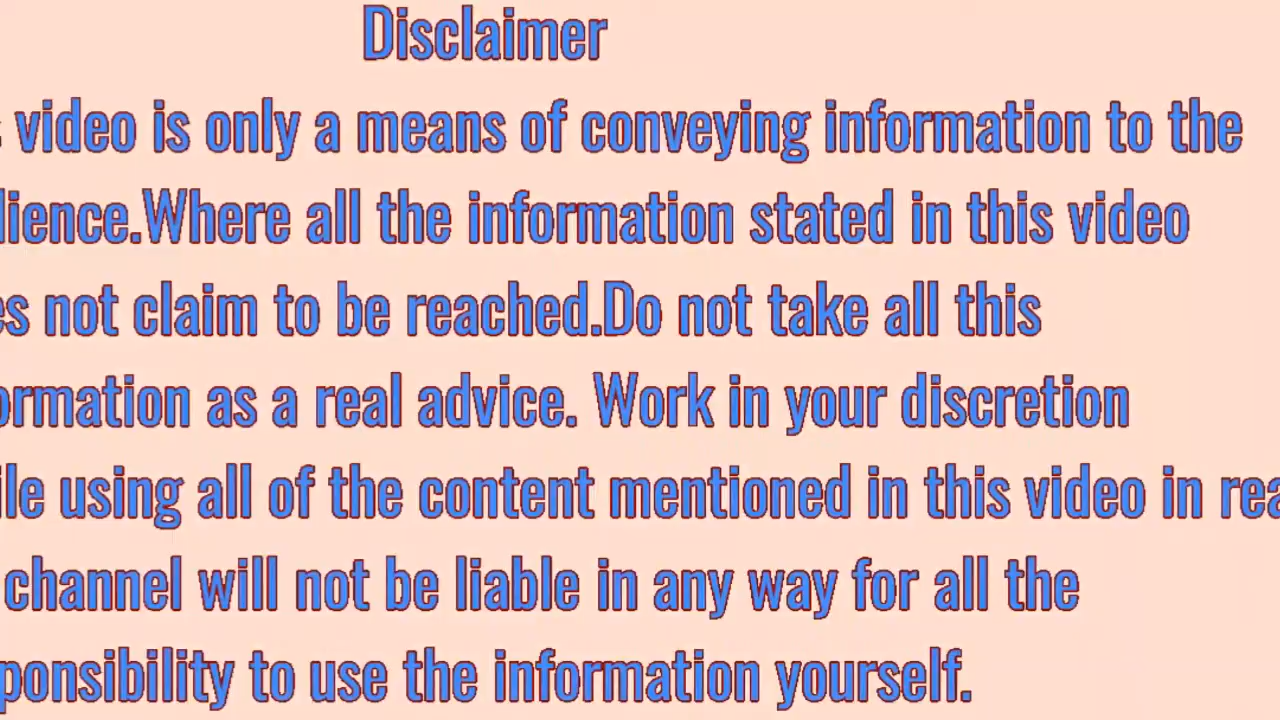 Disclaimer
video is only a means of conveying information to the
dience.Where all the information stated in this video
es not claim to be reached.Do not take all this
ormation as a real advice. Work in your discretion
ile using all of the content mentioned in this video in rea
channel will not be liable in any way for all the
ponsibility to use the information yourself.